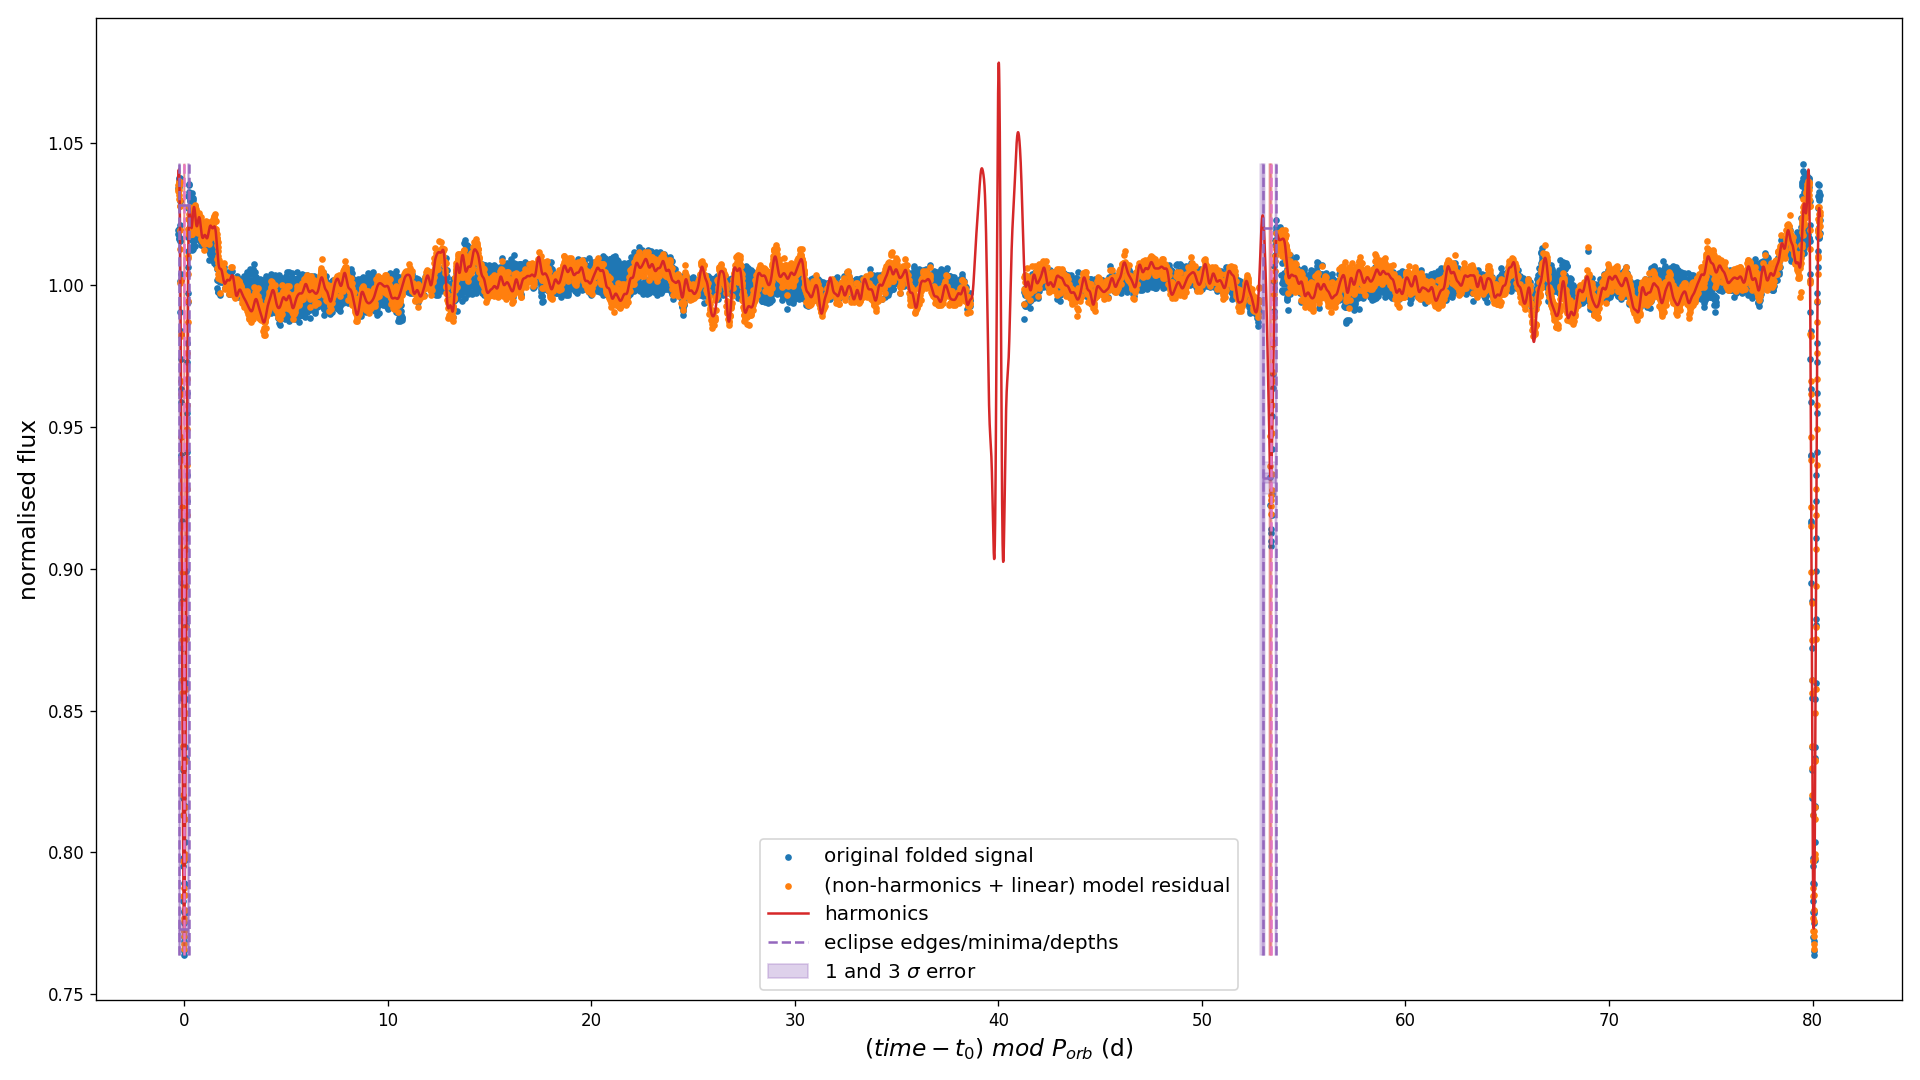 normalised flux
1.05
1.00
0.95
0.90
0.85
0.80
0.75
original folded signal
(non-harmonics + linear) model residual
harmonics
eclipse edges/minima/depths
1 and 3 σ error
0 10 20 30 40 50 60 70 80
(time − t₀) mod Pₒᵣb (d)